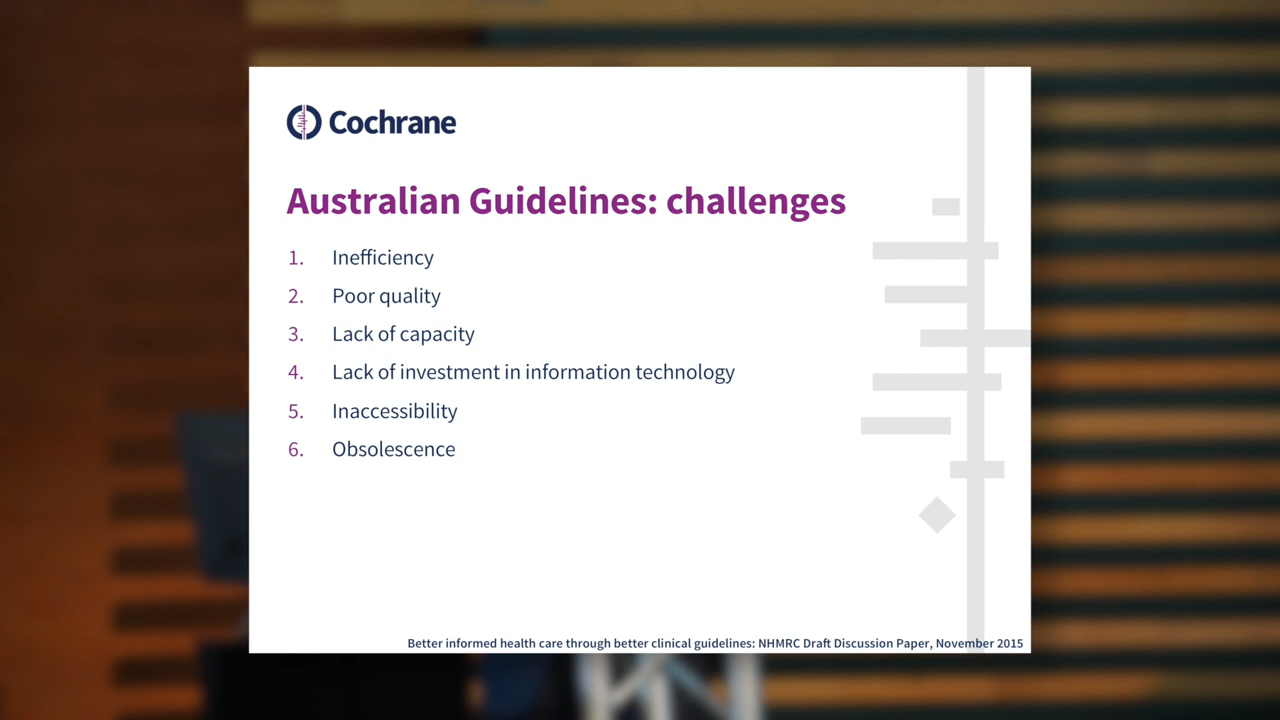 Cochrane
Australian Guidelines: challenges
1. Inefficiency
2. Poor quality
3. Lack of capacity
4. Lack of investment in information technology
5. Inaccessibility
6. Obsolescence
Better informed health care through better clinical guidelines: NHMRC Draft Discussion Paper, November 2015